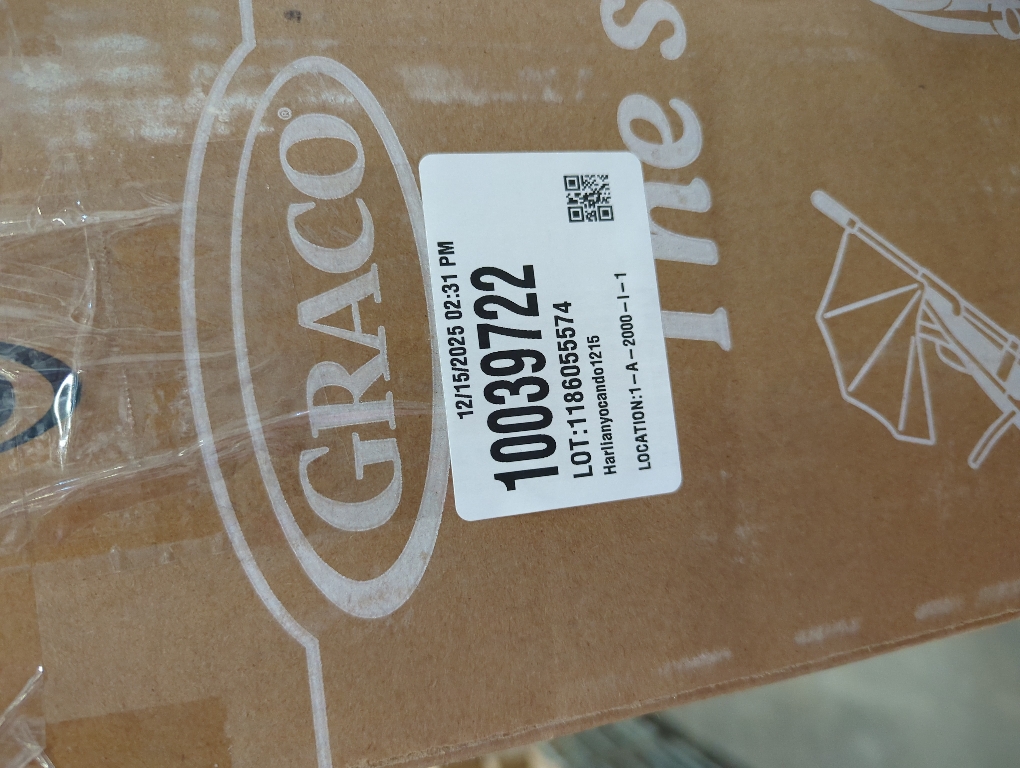 GRACO®
The s
12/15/2025 02:31 PM
10039722
LOT:1186055574
Harlianyocando1215
LOCATION:1-A-2000-I-1